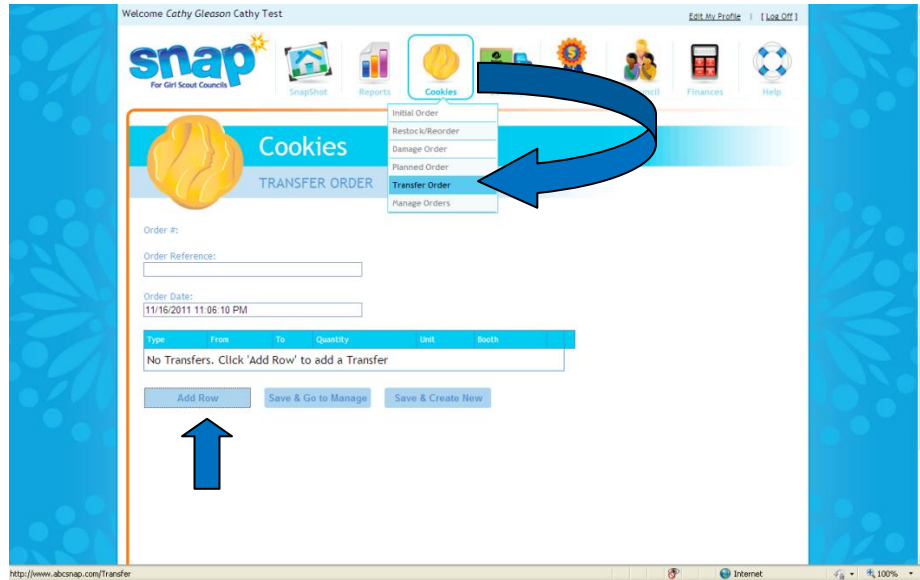 Welcome Cathy Gleason Cathy Test
Edit My Profile | [ Log Off ]
snap
For Girl Scout Councils
SnapShot Reports Cookies Finances Help
Initial Order
Restock/Reorder
Damage Order
Planned Order
Transfer Order
Manage Orders
Cookies
TRANSFER ORDER
Order #:
Order Reference:
Order Date:
11/16/2011 11:06:10 PM
Type From To Quantity Unit Booth
No Transfers. Click 'Add Row' to add a Transfer
Add Row Save & Go to Manage Save & Create New
http://www.abcsnap.com/Transfer Internet 100%